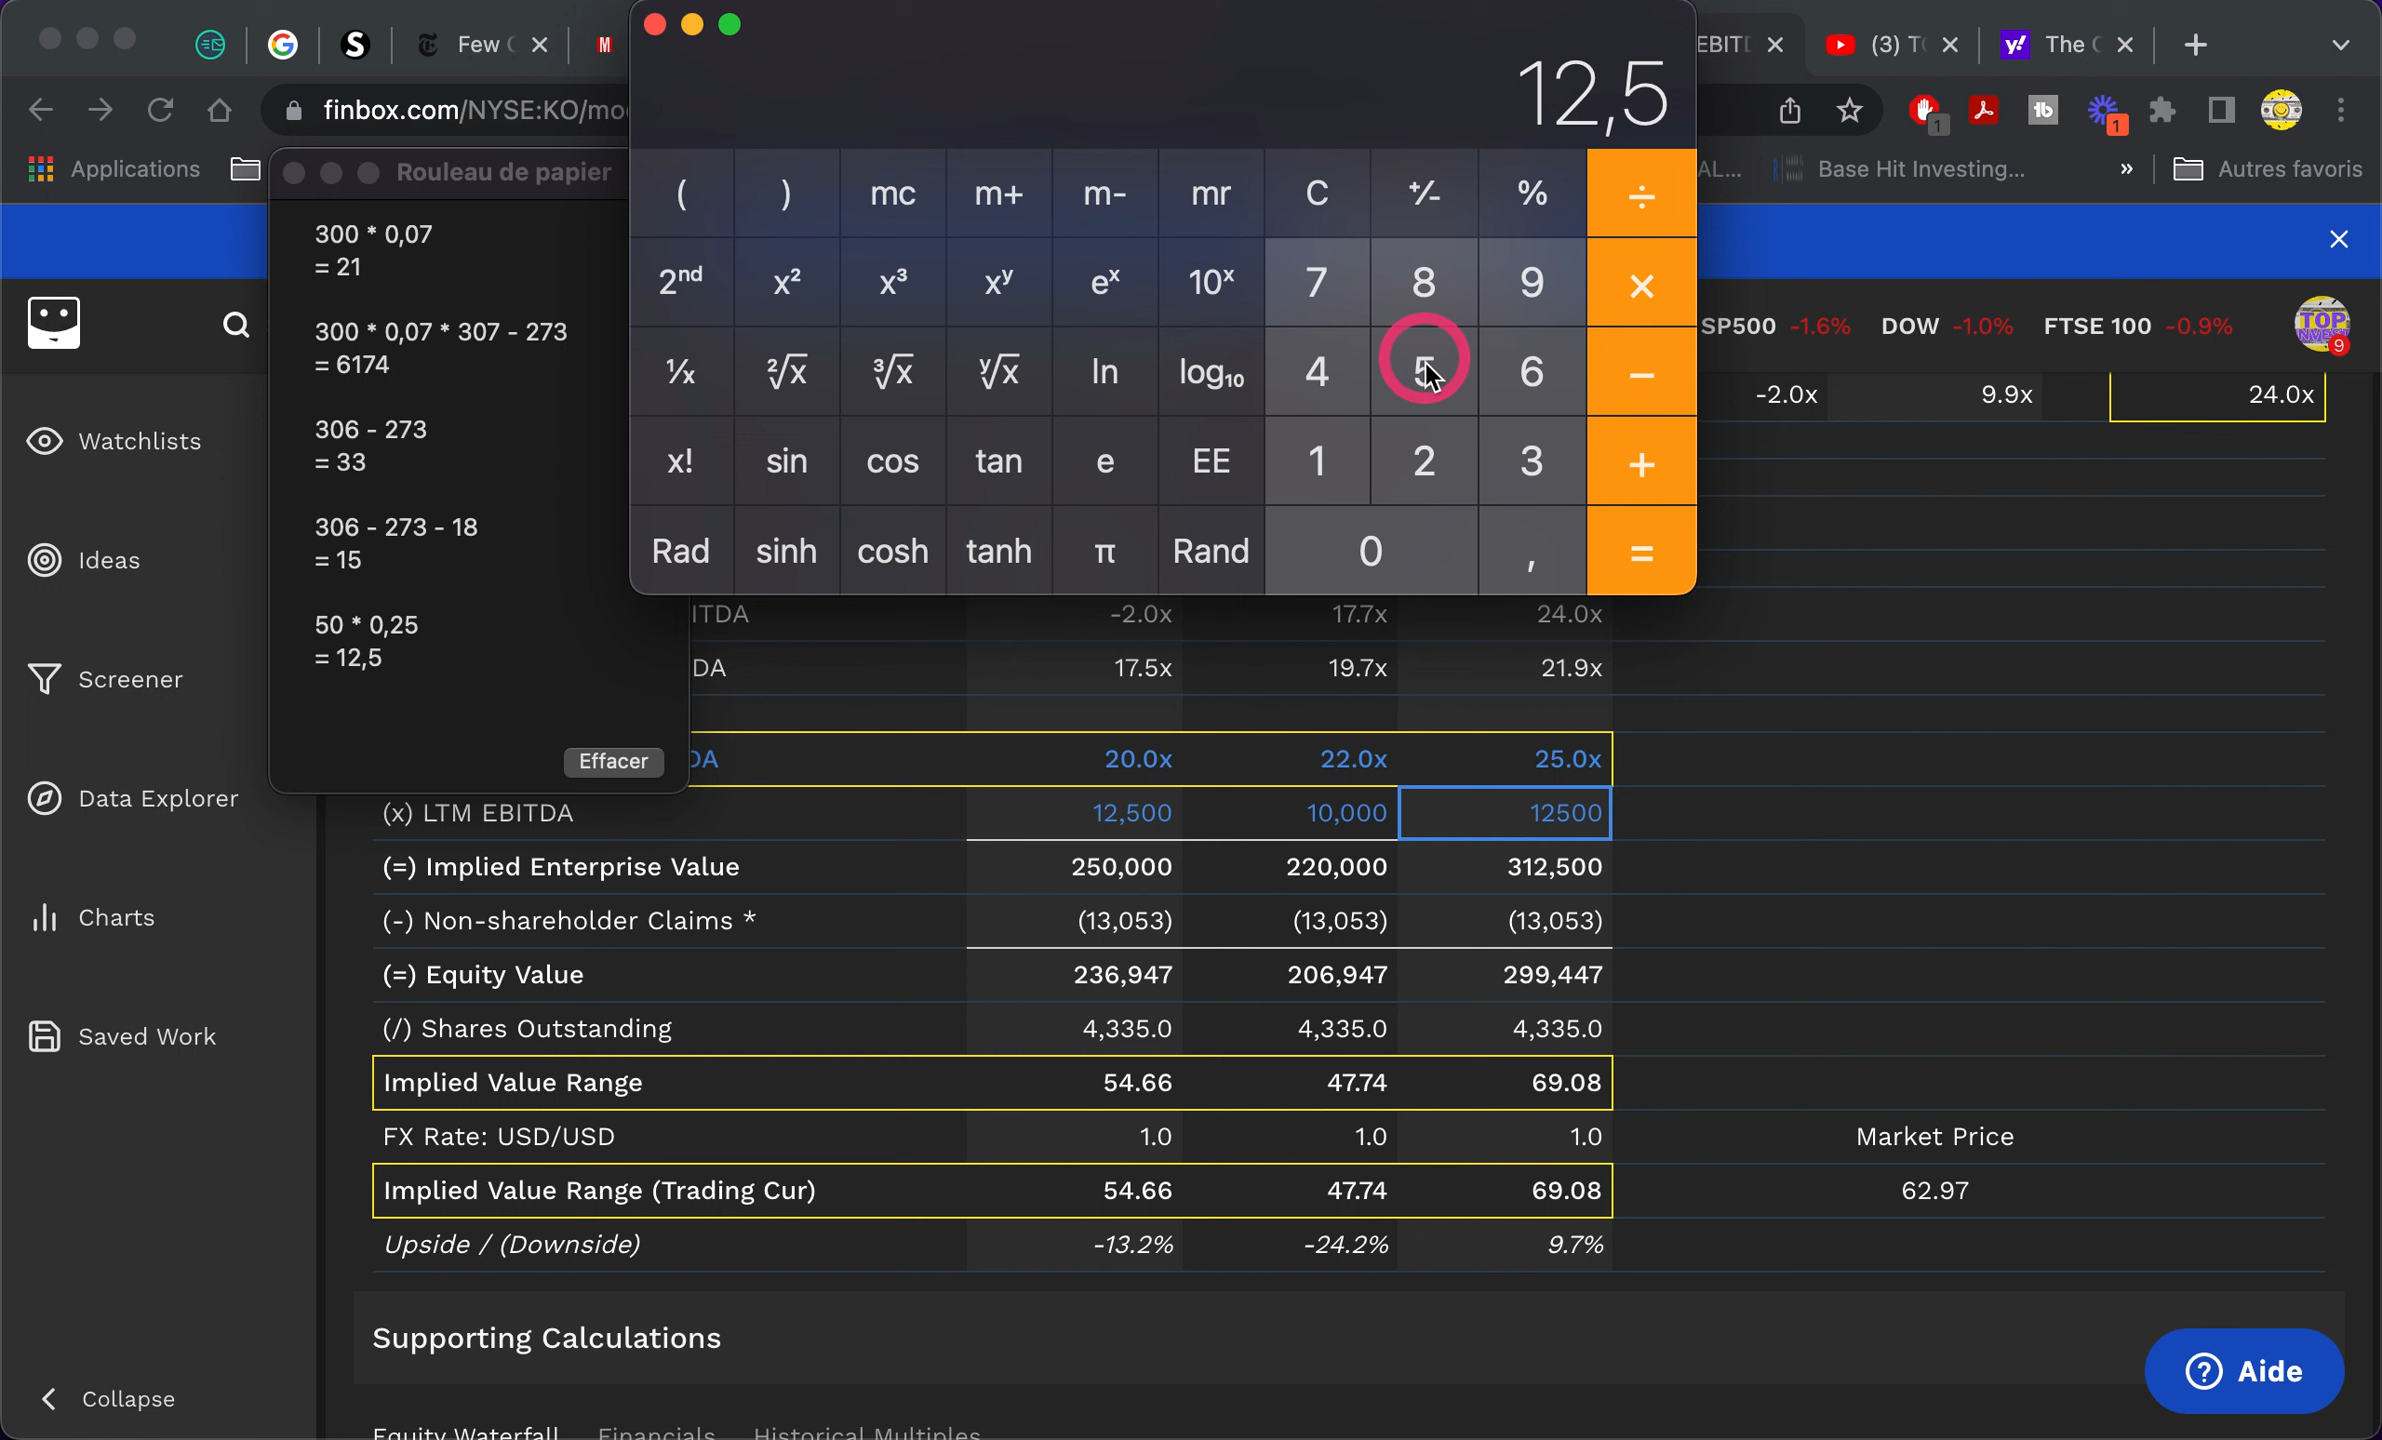 Few
EBIT
(3) T
The
12,5
finbox.com/NYSE:KO/mo
Applications
AL...
Base Hit Investing...
»
Autres favoris
Rouleau de papier
300 * 0,07
= 21
300 * 0,07 * 307 - 273
= 6174
306 - 273
= 33
306 - 273 - 18
= 15
50 * 0,25
= 12,5
Effacer
( ) mc m+ m- mr C +/- % ÷
2nd x² x³ xʸ eˣ 10ˣ 7 8 9 ×
1/x ²√x ³√x ʸ√x ln log₁₀ 4 5 6 −
x! sin cos tan e EE 1 2 3 +
Rad sinh cosh tanh π Rand 0 , =
SP500 -1.6% DOW -1.0% FTSE 100 -0.9%
TOP
INVEST
9
-2.0x 9.9x 24.0x
Watchlists
Ideas
Screener
Data Explorer
Charts
Saved Work
Collapse
ITDA -2.0x 17.7x 24.0x
DA 17.5x 19.7x 21.9x
DA 20.0x 22.0x 25.0x
(x) LTM EBITDA 12,500 10,000 12500
(=) Implied Enterprise Value 250,000 220,000 312,500
(-) Non-shareholder Claims * (13,053) (13,053) (13,053)
(=) Equity Value 236,947 206,947 299,447
(/) Shares Outstanding 4,335.0 4,335.0 4,335.0
Implied Value Range 54.66 47.74 69.08
FX Rate: USD/USD 1.0 1.0 1.0 Market Price
Implied Value Range (Trading Cur) 54.66 47.74 69.08 62.97
Upside / (Downside) -13.2% -24.2% 9.7%
Supporting Calculations
Equity Waterfall Financials Historical Multiples
Aide